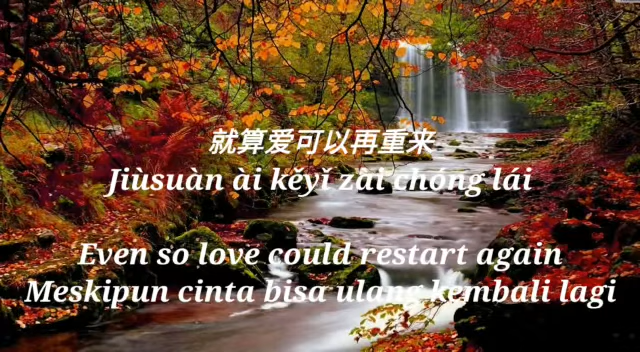 就算爱可以再重来
Jiùsuàn ài kěyǐ zài chóng lái
Even so love could restart again
Meskipun cinta bisa ulang kembali lagi